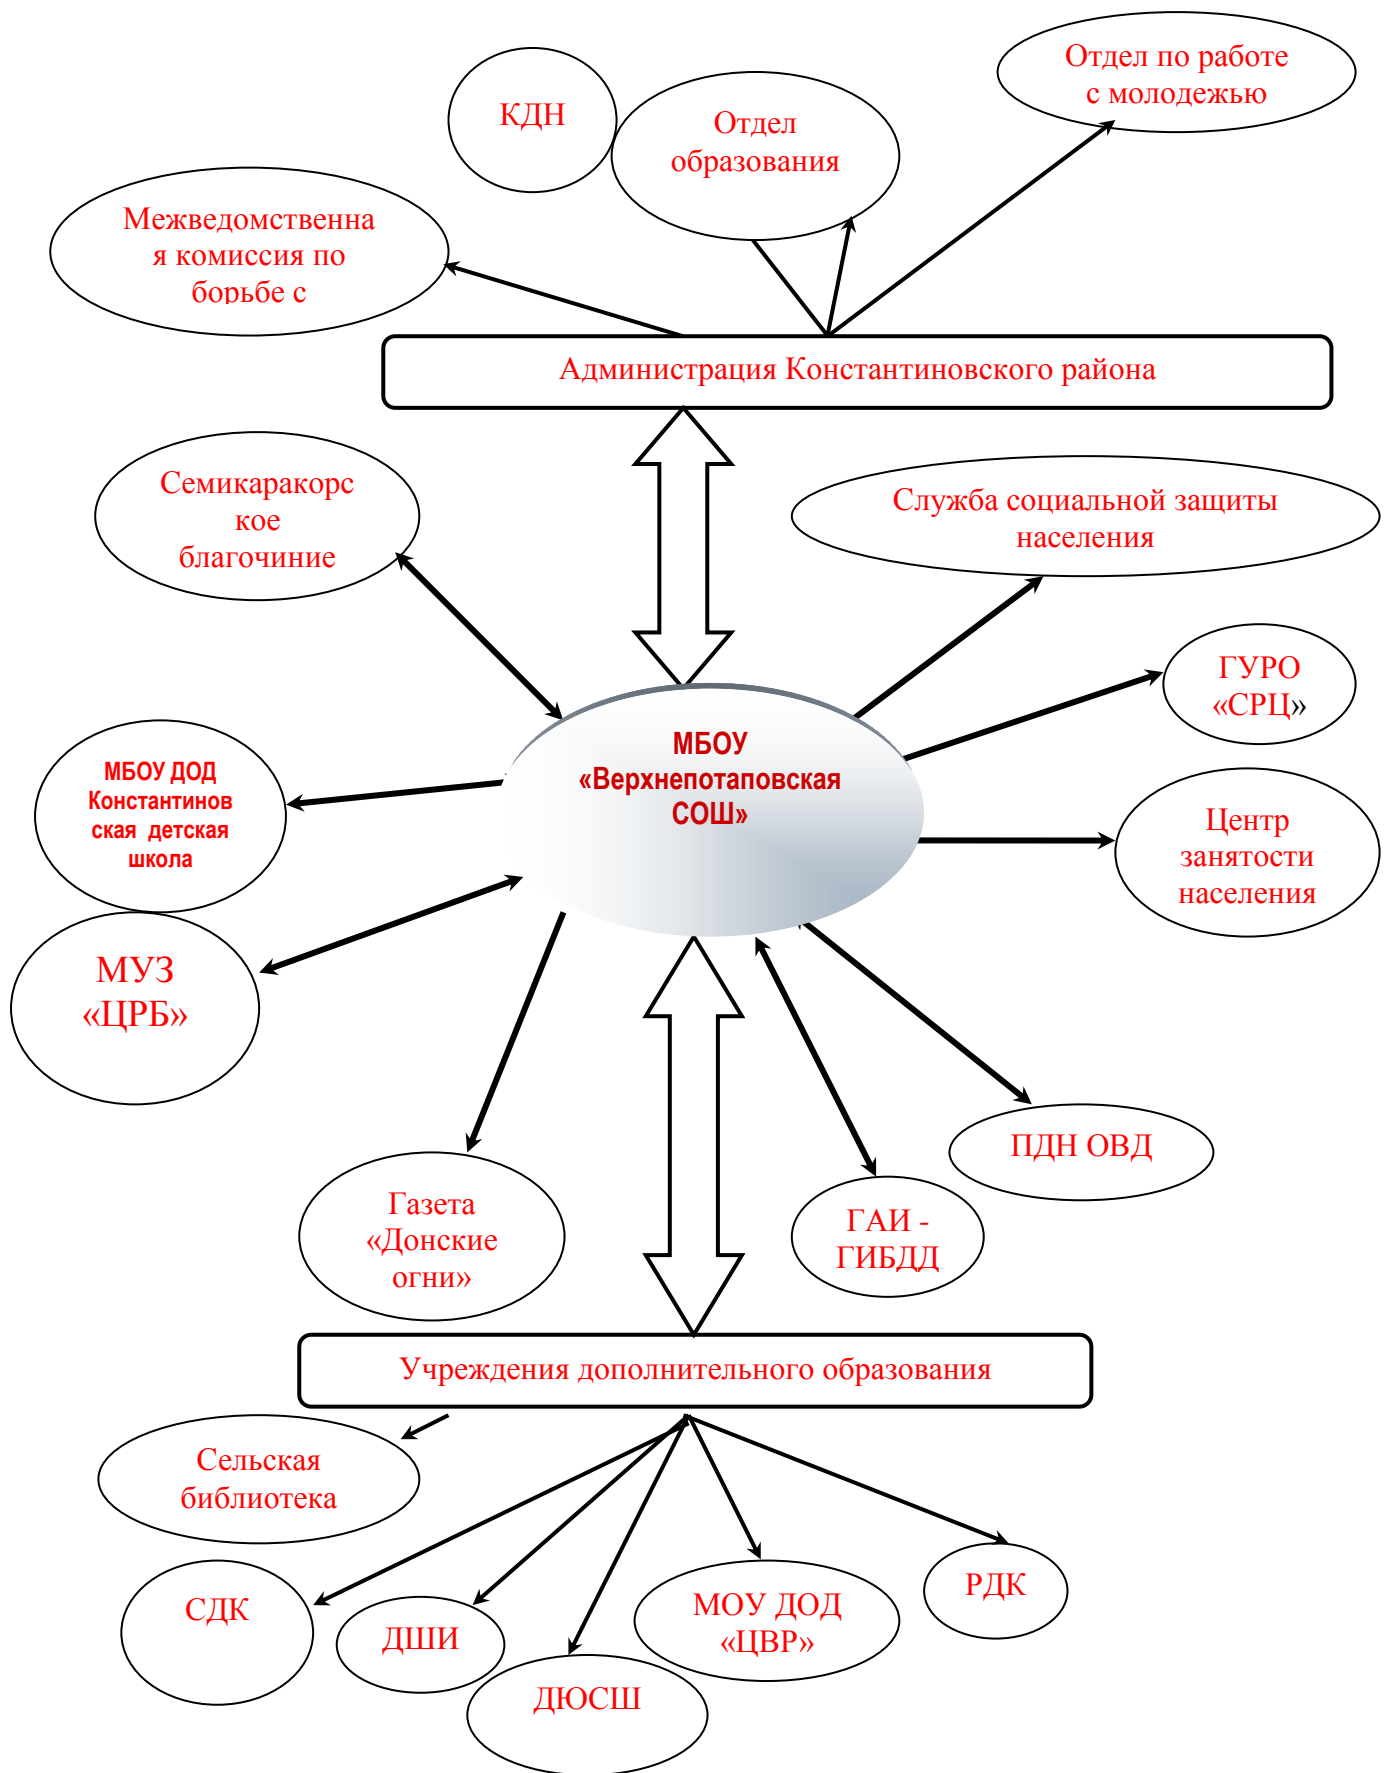 Отдел по работе
с молодежью
КДН
Отдел
образования
Межведомственна
я комиссия по
борьбе с
Администрация Константиновского района
Семикаракорс
кое
благочиние
Служба социальной защиты
населения
ГУРО
«СРЦ»
МБОУ
«Верхнепотаповская
СОШ»
МБОУ ДОД
Константинов
ская детская
школа
Центр
занятости
населения
МУЗ
«ЦРБ»
ПДН ОВД
Газета
«Донские
огни»
ГАИ -
ГИБДД
Учреждения дополнительного образования
Сельская
библиотека
СДК
ДШИ
ДЮСШ
МОУ ДОД
«ЦВР»
РДК